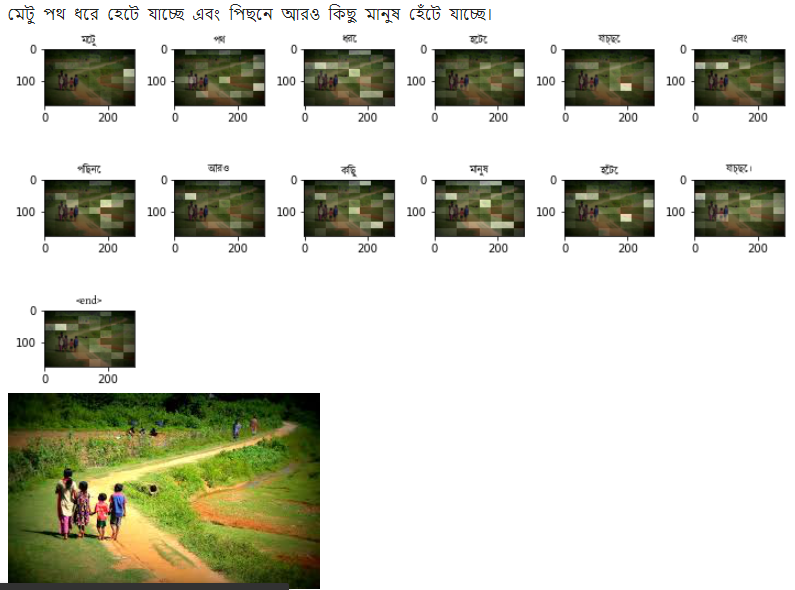 মেটু পথ ধরে হেটে যাচ্ছে এবং পিছনে আরও কিছু মানুষ হেঁটে যাচ্ছে।
মেটু পথ ধরে হেটে যাচ্ছে এবং
0 0 0 0 0 0
100 100 100 100 100 100
0 200 0 200 0 200 0 200 0 200 0 200
পিছনে আরও কিছু মানুষ হেঁটে যাচ্ছে।
0 0 0 0 0 0
100 100 100 100 100 100
0 200 0 200 0 200 0 200 0 200 0 200
<end>
0
100
0 200